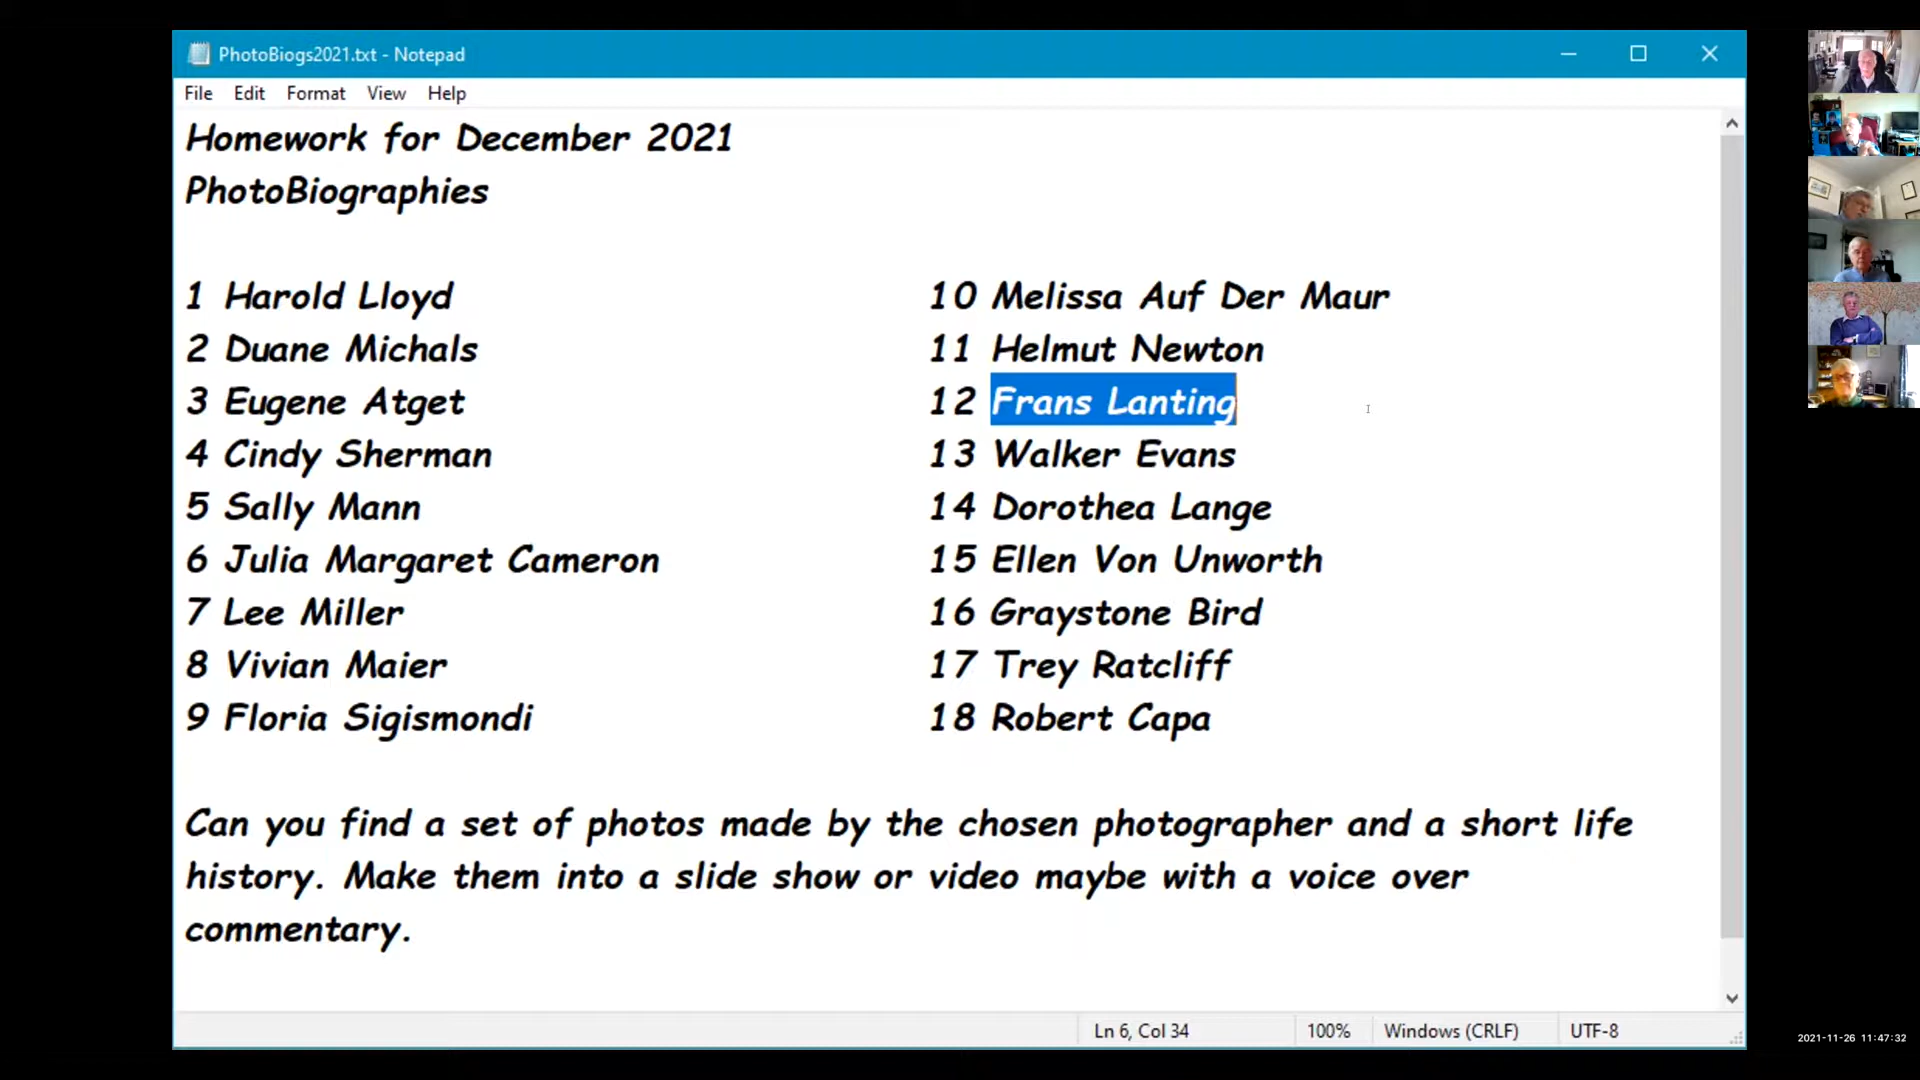 PhotoBiogs2021.txt - Notepad
File Edit Format View Help
Homework for December 2021
PhotoBiographies
1 Harold Lloyd
2 Duane Michals
3 Eugene Atget
4 Cindy Sherman
5 Sally Mann
6 Julia Margaret Cameron
7 Lee Miller
8 Vivian Maier
9 Floria Sigismondi
10 Melissa Auf Der Maur
11 Helmut Newton
12 Frans Lanting
13 Walker Evans
14 Dorothea Lange
15 Ellen Von Unworth
16 Graystone Bird
17 Trey Ratcliff
18 Robert Capa
Can you find a set of photos made by the chosen photographer and a short life
history. Make them into a slide show or video maybe with a voice over
commentary.
Ln 6, Col 34 100% Windows (CRLF) UTF-8
2021-11-26 11:47:32